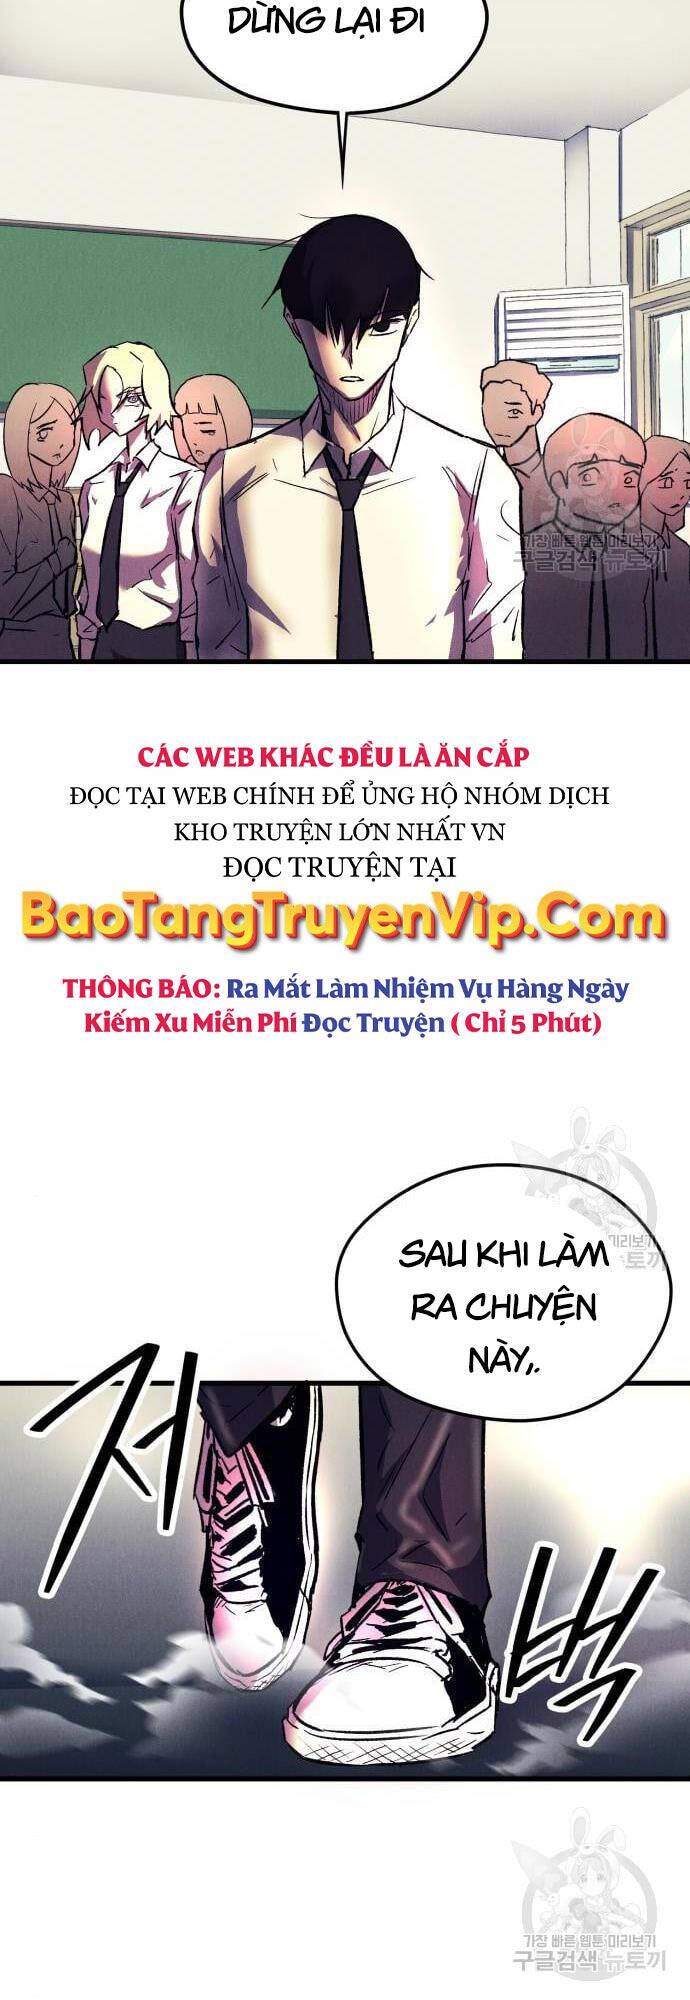 DỪNG LẠI ĐI
가장 빠른 웹툰 미리보기
구글검색 뉴토끼
CÁC WEB KHÁC ĐỀU LÀ ĂN CẮP
ĐỌC TẠI WEB CHÍNH ĐỂ ỦNG HỘ NHÓM DỊCH
KHO TRUYỆN LỚN NHẤT VN
ĐỌC TRUYỆN TẠI
BaoTangTruyenVip.Com
THÔNG BÁO: Ra Mắt Làm Nhiệm Vụ Hàng Ngày
Kiếm Xu Miễn Phí Đọc Truyện ( Chỉ 5 Phút)
미리보기
토끼
SAU KHI LÀM
RA CHUYỆN
NÀY,.
저
벅
가장 빠른 웹툰 미리보기
구글검색 뉴토끼